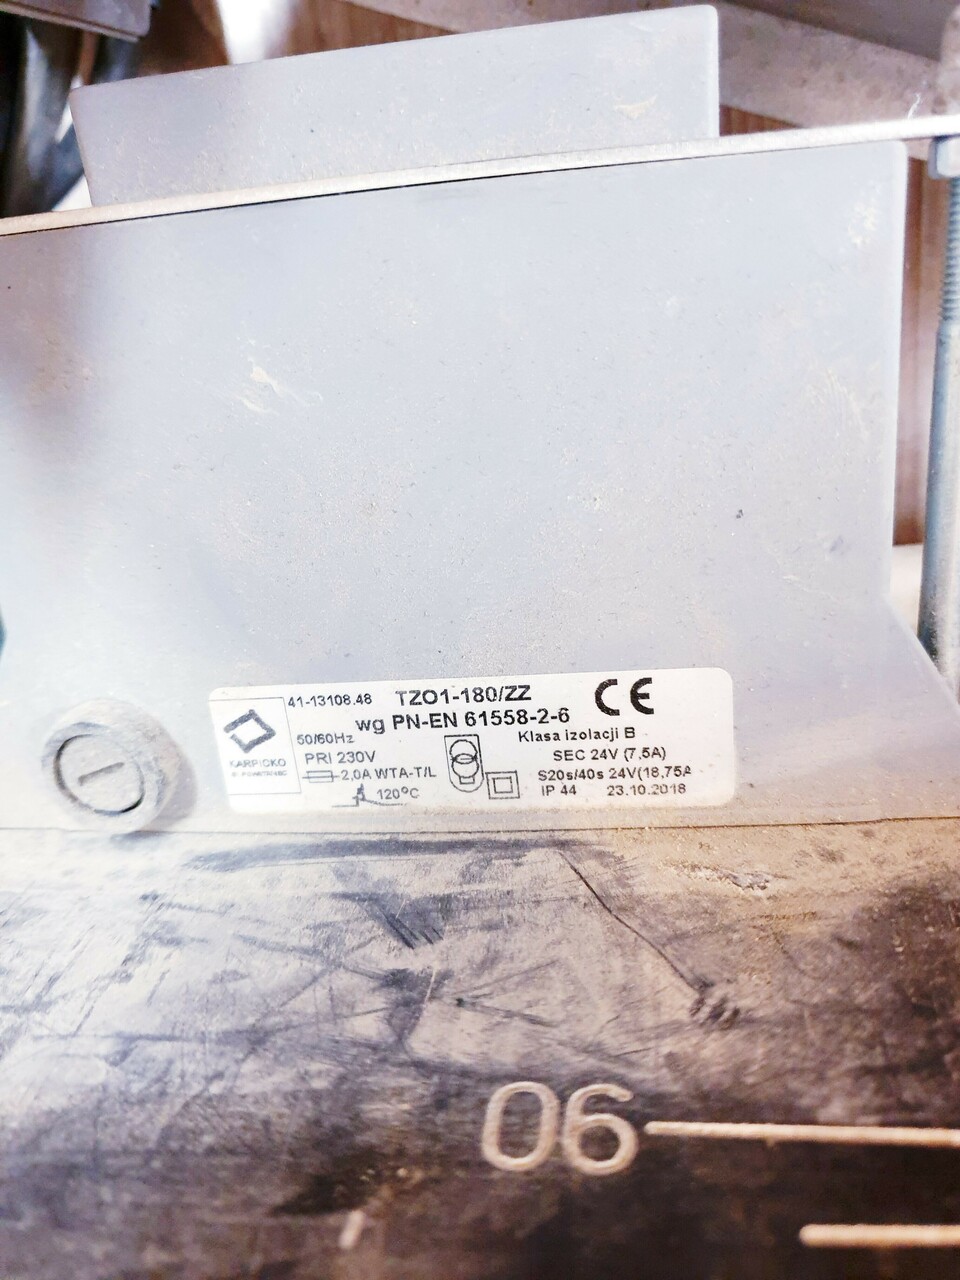 41-13108.48 TZO1-180/ZZ CE
wg PN-EN 61558-2-6
50/60Hz Klasa izolacji B
KARPICKO PRI 230V SEC 24V (7,5A)
2,0A WTA-T/L S20s/40s 24V(18,75A
120°C IP 44 23.10.2018
06